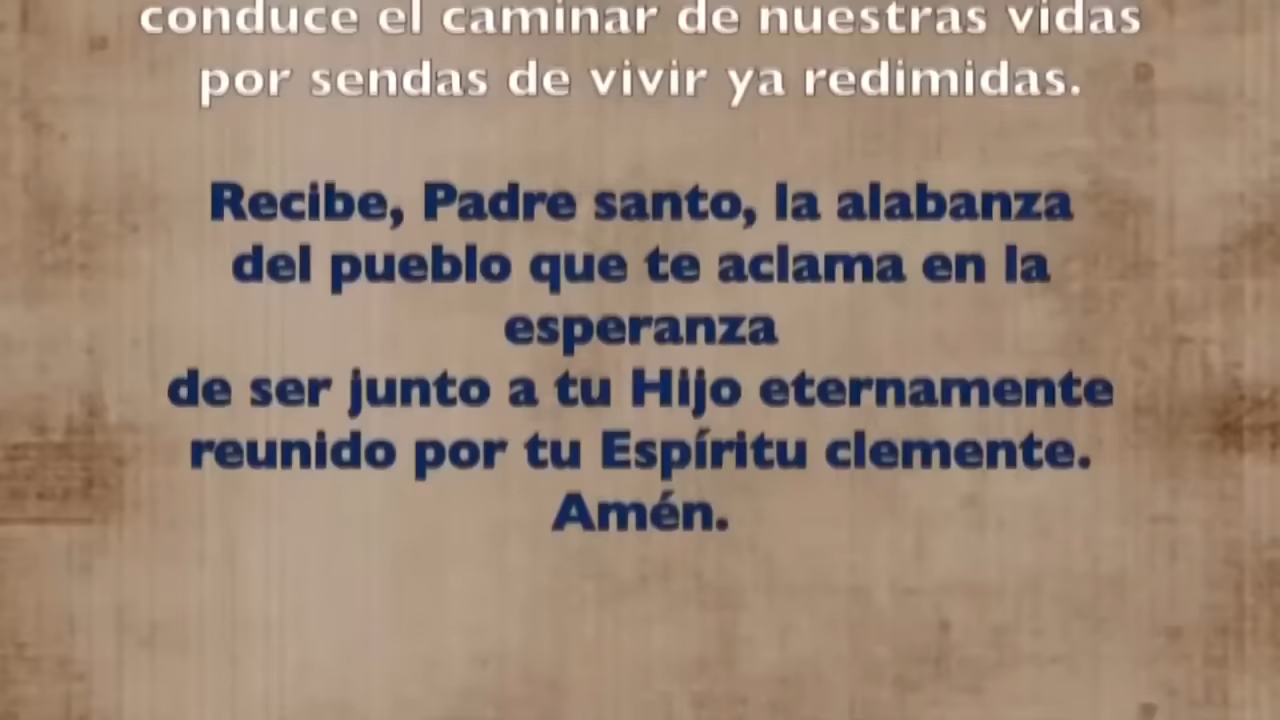 conduce el caminar de nuestras vidas
por sendas de vivir ya redimidas.
Recibe, Padre santo, la alabanza
del pueblo que te aclama en la
esperanza
de ser junto a tu Hijo eternamente
reunido por tu Espíritu clemente.
Amén.